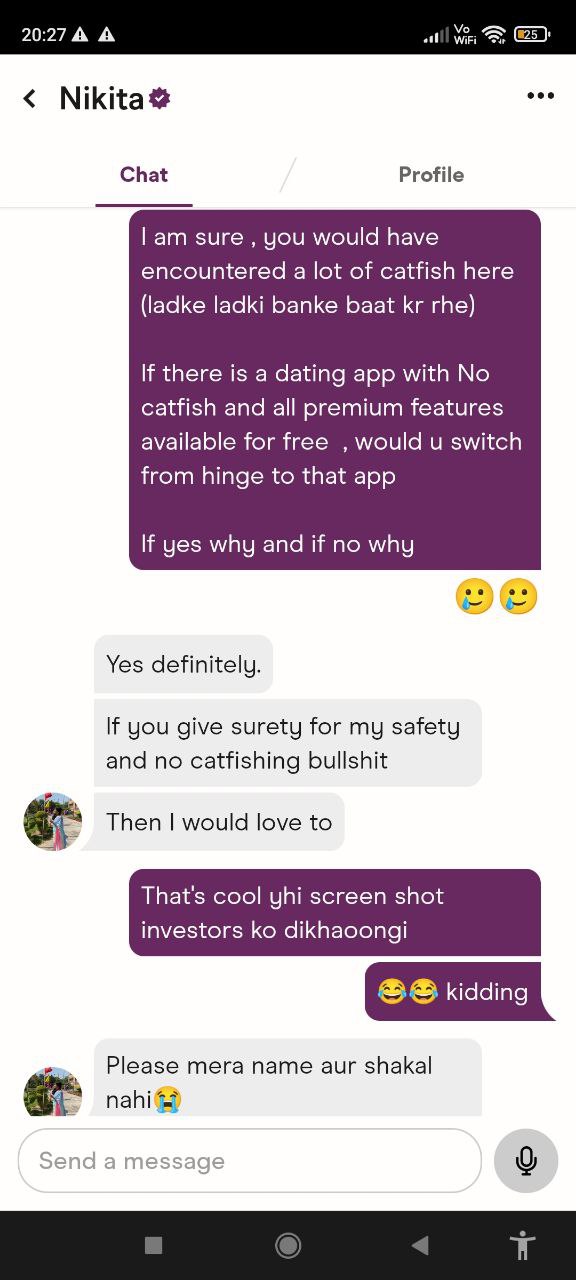 20:27
Vo
WiFi
25
Nikita
Chat
Profile
I am sure , you would have
encountered a lot of catfish here
(ladke ladki banke baat kr rhe)
If there is a dating app with No
catfish and all premium features
available for free , would u switch
from hinge to that app
If yes why and if no why
🥲🥲
Yes definitely.
If you give surety for my safety
and no catfishing bullshit
Then I would love to
That's cool yhi screen shot
investors ko dikhaoongi
😂😂 kidding
Please mera name aur shakal
nahi😭
Send a message